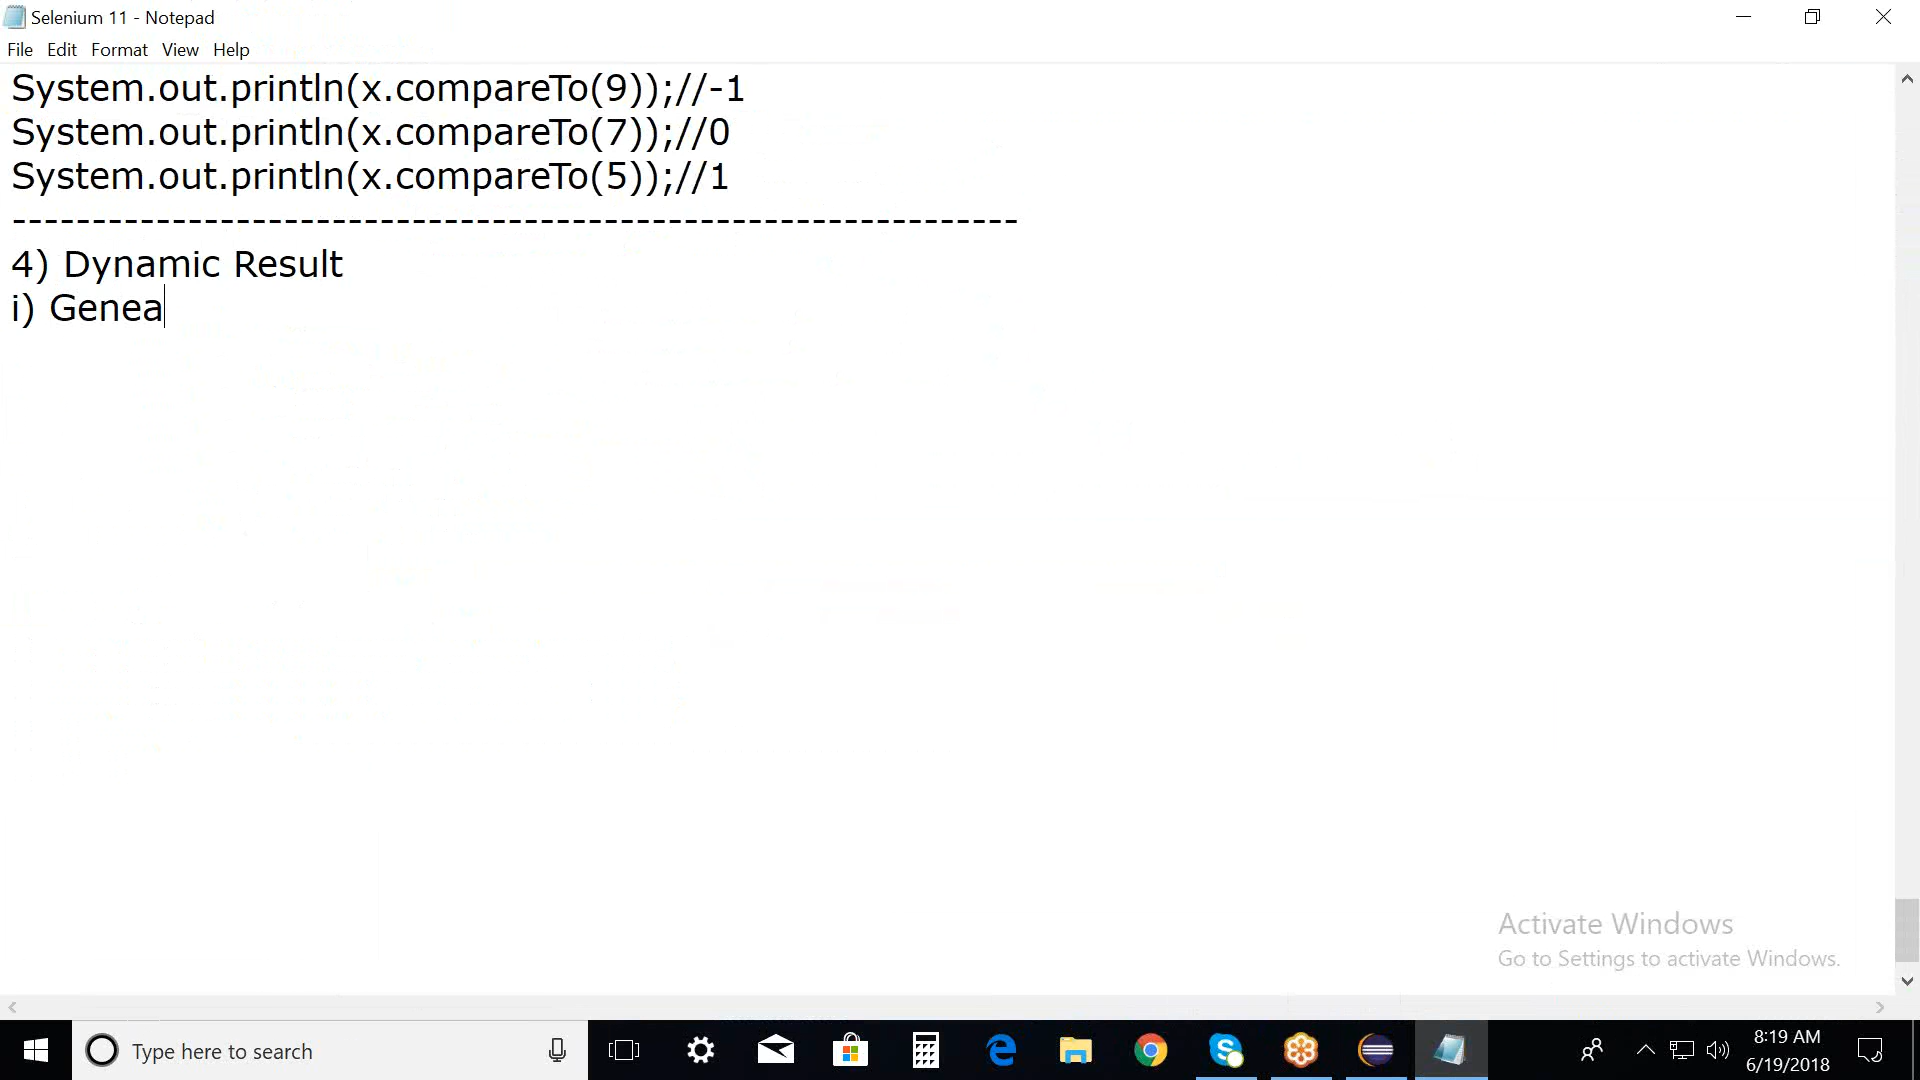 Selenium 11 - Notepad
File Edit Format View Help
System.out.println(x.compareTo(9));//-1
System.out.println(x.compareTo(7));//0
System.out.println(x.compareTo(5));//1
---------------------------------------------------------------
4) Dynamic Result
i) Genea
Activate Windows
Go to Settings to activate Windows.
Type here to search
8:19 AM
6/19/2018